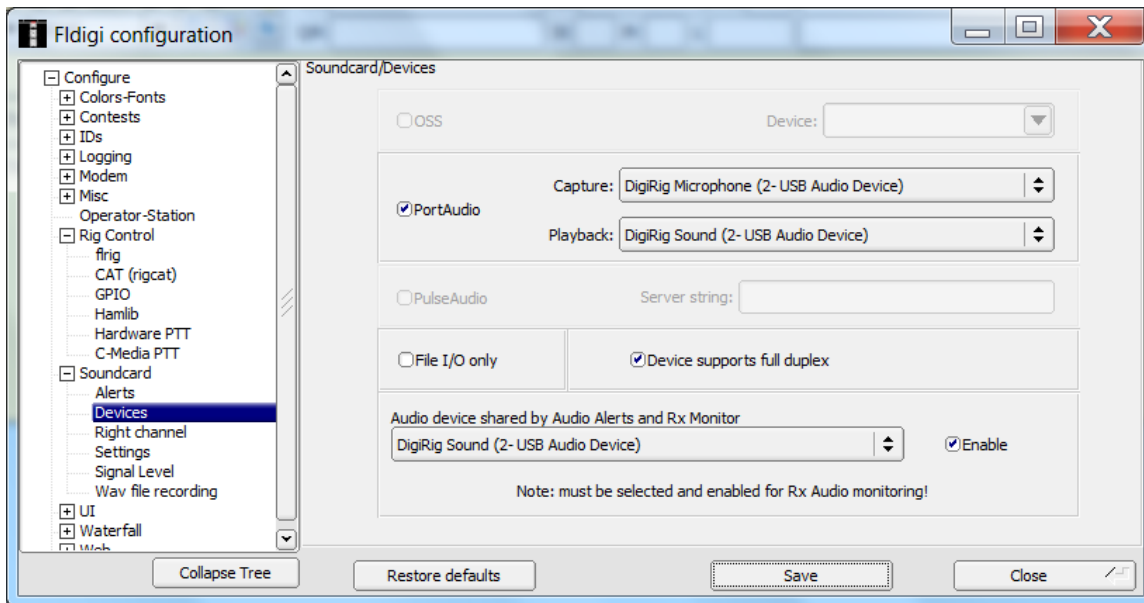 Fldigi configuration
Configure
Colors-Fonts
Contests
IDs
Logging
Modem
Misc
Operator-Station
Rig Control
flrig
CAT (rigcat)
GPIO
Hamlib
Hardware PTT
C-Media PTT
Soundcard
Alerts
Devices
Right channel
Settings
Signal Level
Wav file recording
UI
Waterfall
Web
Collapse Tree
Soundcard/Devices
OSS Device:
Capture: DigiRig Microphone (2- USB Audio Device)
PortAudio
Playback: DigiRig Sound (2- USB Audio Device)
PulseAudio Server string:
File I/O only Device supports full duplex
Audio device shared by Audio Alerts and Rx Monitor
DigiRig Sound (2- USB Audio Device) Enable
Note: must be selected and enabled for Rx Audio monitoring!
Restore defaults Save Close